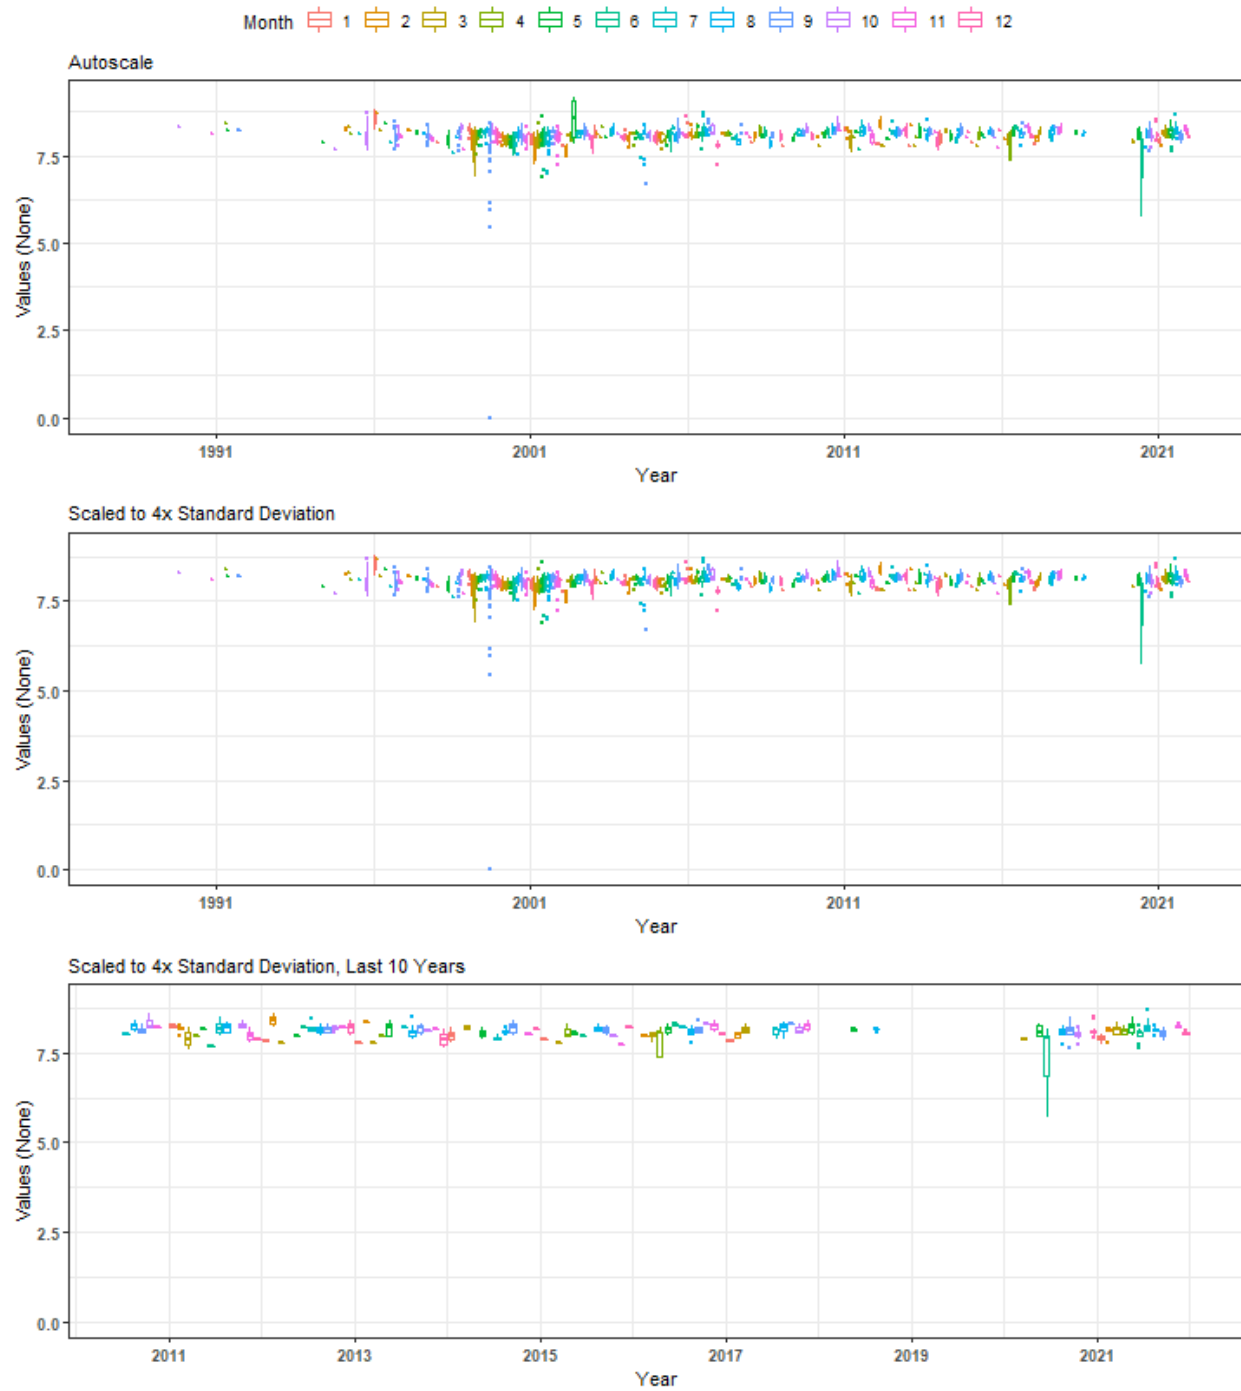 Month 1 2 3 4 5 6 7 8 9 10 11 12
Autoscale
Values (None)
7.5
5.0
2.5
0.0
1991 2001 2011 2021
Year
Scaled to 4x Standard Deviation
Values (None)
7.5
5.0
2.5
0.0
1991 2001 2011 2021
Year
Scaled to 4x Standard Deviation, Last 10 Years
Values (None)
7.5
5.0
2.5
0.0
2011 2013 2015 2017 2019 2021
Year